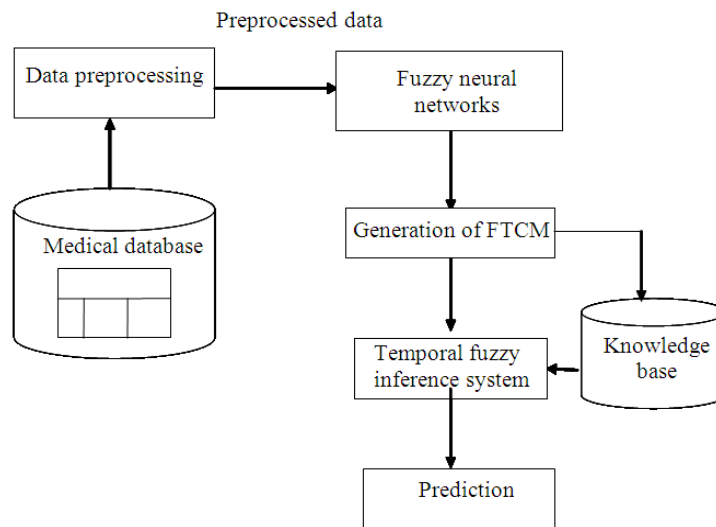 Preprocessed data
Data preprocessing
Fuzzy neural
networks
Medical database
Generation of FTCM
Temporal fuzzy
inference system
Knowledge
base
Prediction